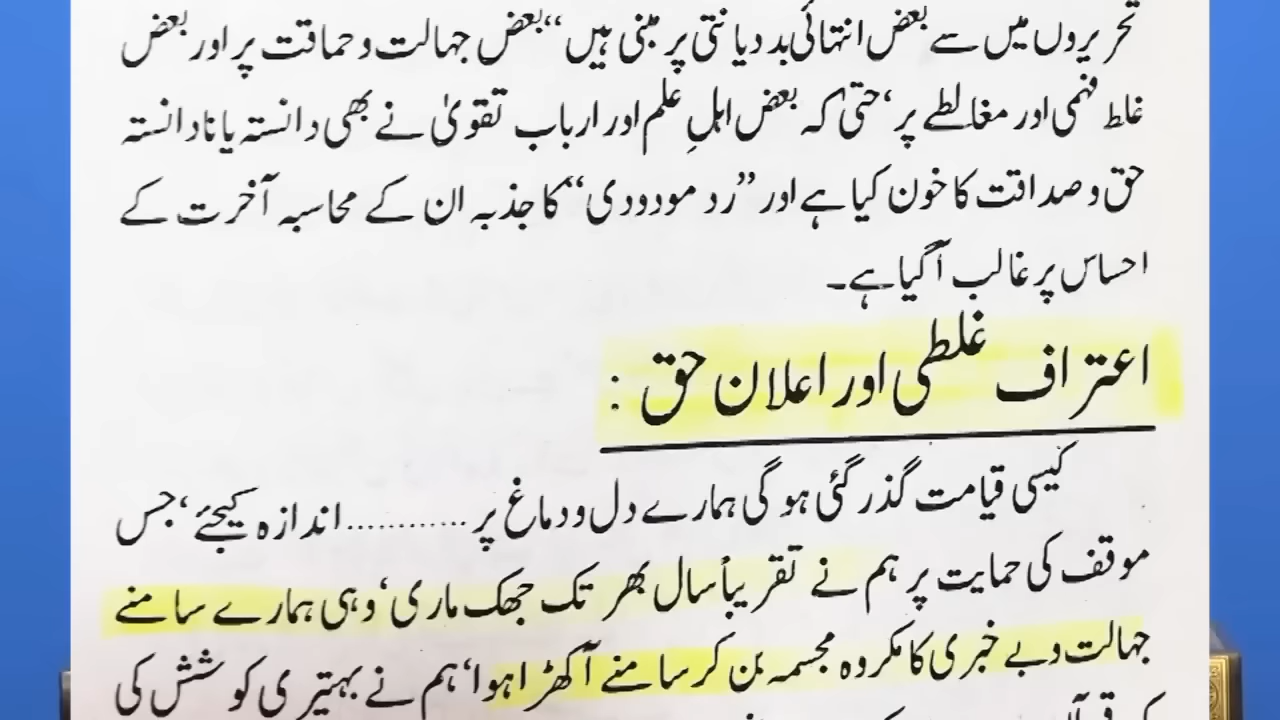 تحریروں میں سے بعض انتہائی بد دیانتی پر مبنی ہیں‘‘ بعض جہالت و حماقت پر اور بعض
غلط فہمی اور مغالطے پر‘ حتیٰ کہ بعض اہلِ علم اور ارباب تقویٰ نے بھی دانستہ یا نادانستہ
حق و صداقت کا خون کیا ہے اور ’’رد مودودی‘‘ کا جذبہ ان کے محاسبہ آخرت کے
احساس پر غالب آگیا ہے۔
اعتراف غلطی اور اعلان حق :
کیسی قیامت گذر گئی ہو گی ہمارے دل و دماغ پر ............ اندازہ کیجئے‘ جس
موقف کی حمایت پر ہم نے تقریباً سال بھر تک جھک ماری‘ وہی ہمارے سامنے
جہالت و بے خبری کا مکروہ مجسمہ بن کر سامنے آکھڑا ہوا‘ ہم نے بہتیری کوشش کی